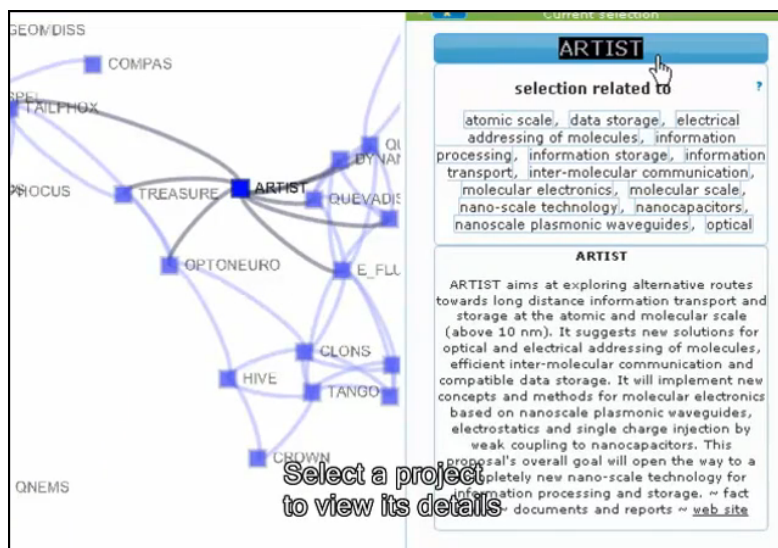 GEOMDISS
COMPAS
TAILPHOX
TREASURE
ARTIST
DYNA
QUEVADIS
OPTONEURO
E_FLU
CLONS
HIVE
TANGO
CROWN
QNEMS
Select a project
to view its details
Current selection
ARTIST
selection related to ?
atomic scale, data storage, electrical
addressing of molecules, information
processing, information storage, information
transport, inter-molecular communication,
molecular electronics, molecular scale,
nano-scale technology, nanocapacitors,
nanoscale plasmonic waveguides, optical
ARTIST
ARTIST aims at exploring alternative routes
towards long distance information transport and
storage at the atomic and molecular scale
(above 10 nm). It suggests new solutions for
optical and electrical addressing of molecules,
efficient inter-molecular communication and
compatible data storage. It will implement new
concepts and methods for molecular electronics
based on nanoscale plasmonic waveguides,
electrostatics and single charge injection by
weak coupling to nanocapacitors. This
proposal's overall goal will open the way to a
completely new nano-scale technology for
information processing and storage. ~ fact
~ documents and reports ~ web site